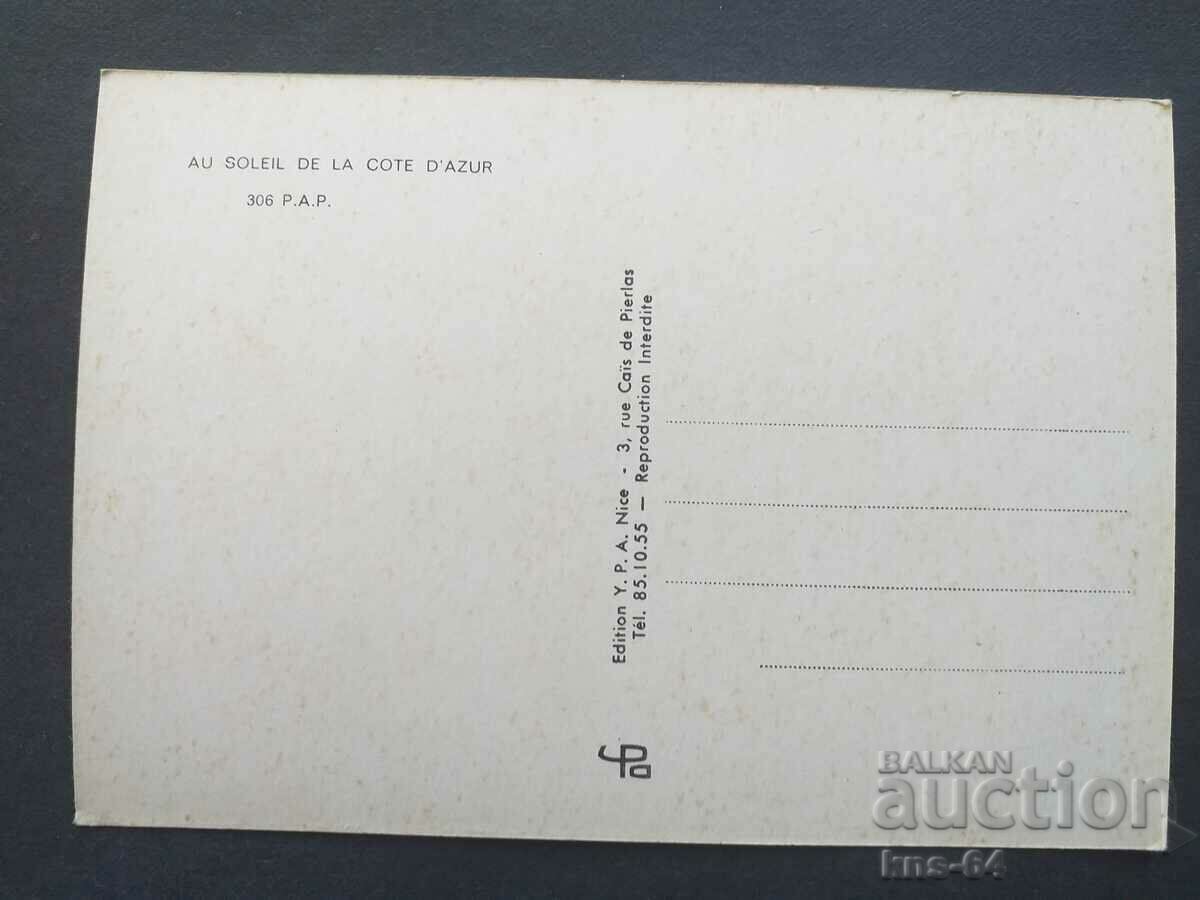 AU SOLEIL DE LA COTE D'AZUR
306 P.A.P.
Edition Y. P. A. Nice - 3, rue Caïs de Pierlas
Tél. 85.10.55 — Reproduction Interdite
BALKAN
auction
kns-64